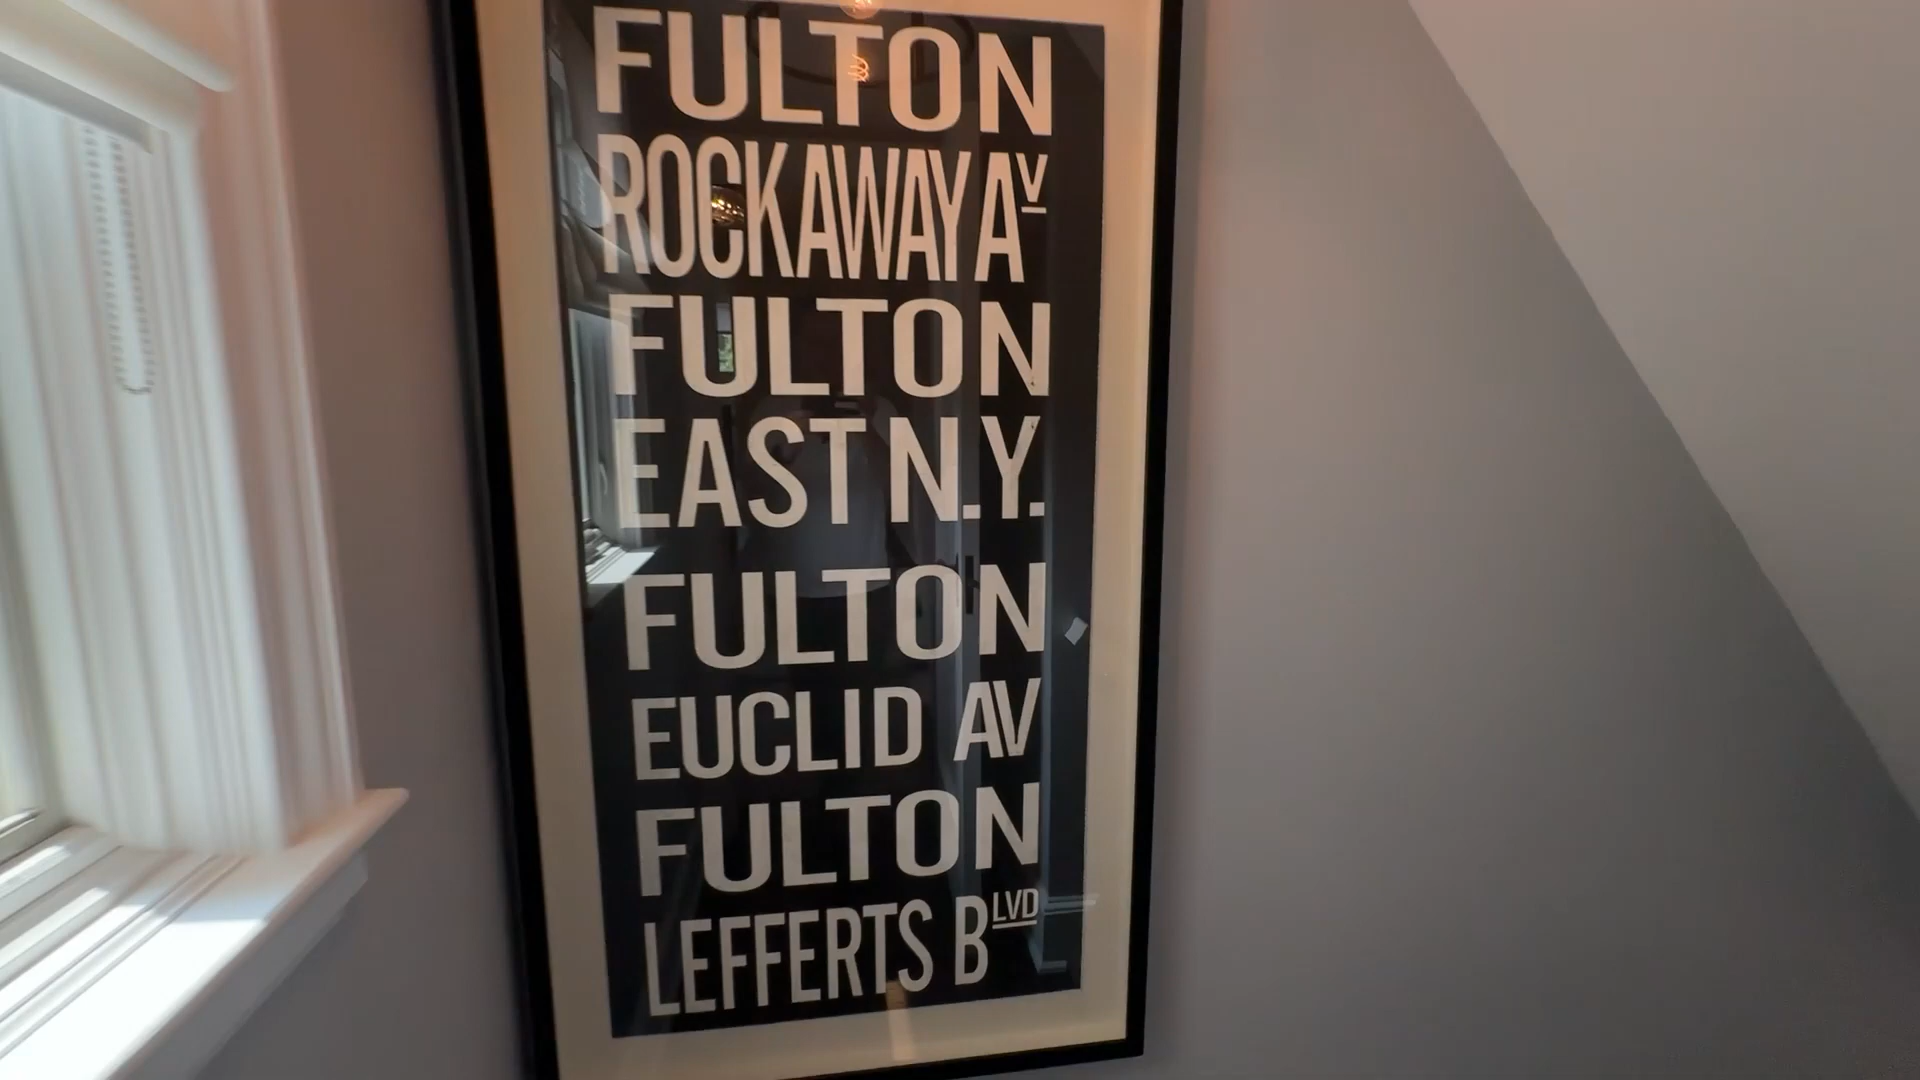 FULTON
ROCKAWAY AV
FULTON
EAST N.Y.
FULTON
EUCLID AV
FULTON
LEFFERTS BLVD